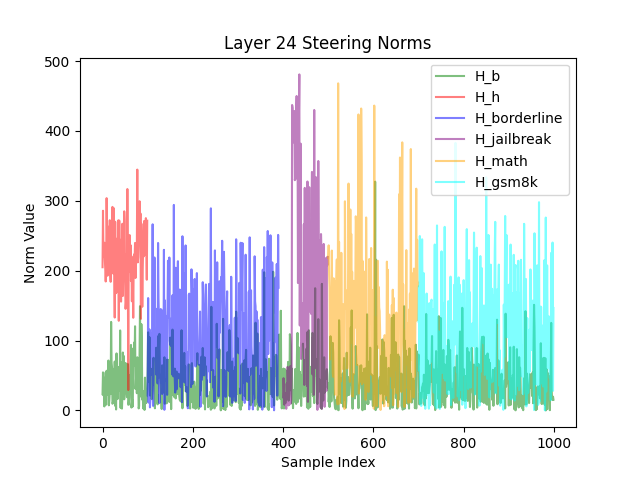 Layer 24 Steering Norms
500
400
300
200
100
0
Norm Value
H_b
H_h
H_borderline
H_jailbreak
H_math
H_gsm8k
0 200 400 600 800 1000
Sample Index